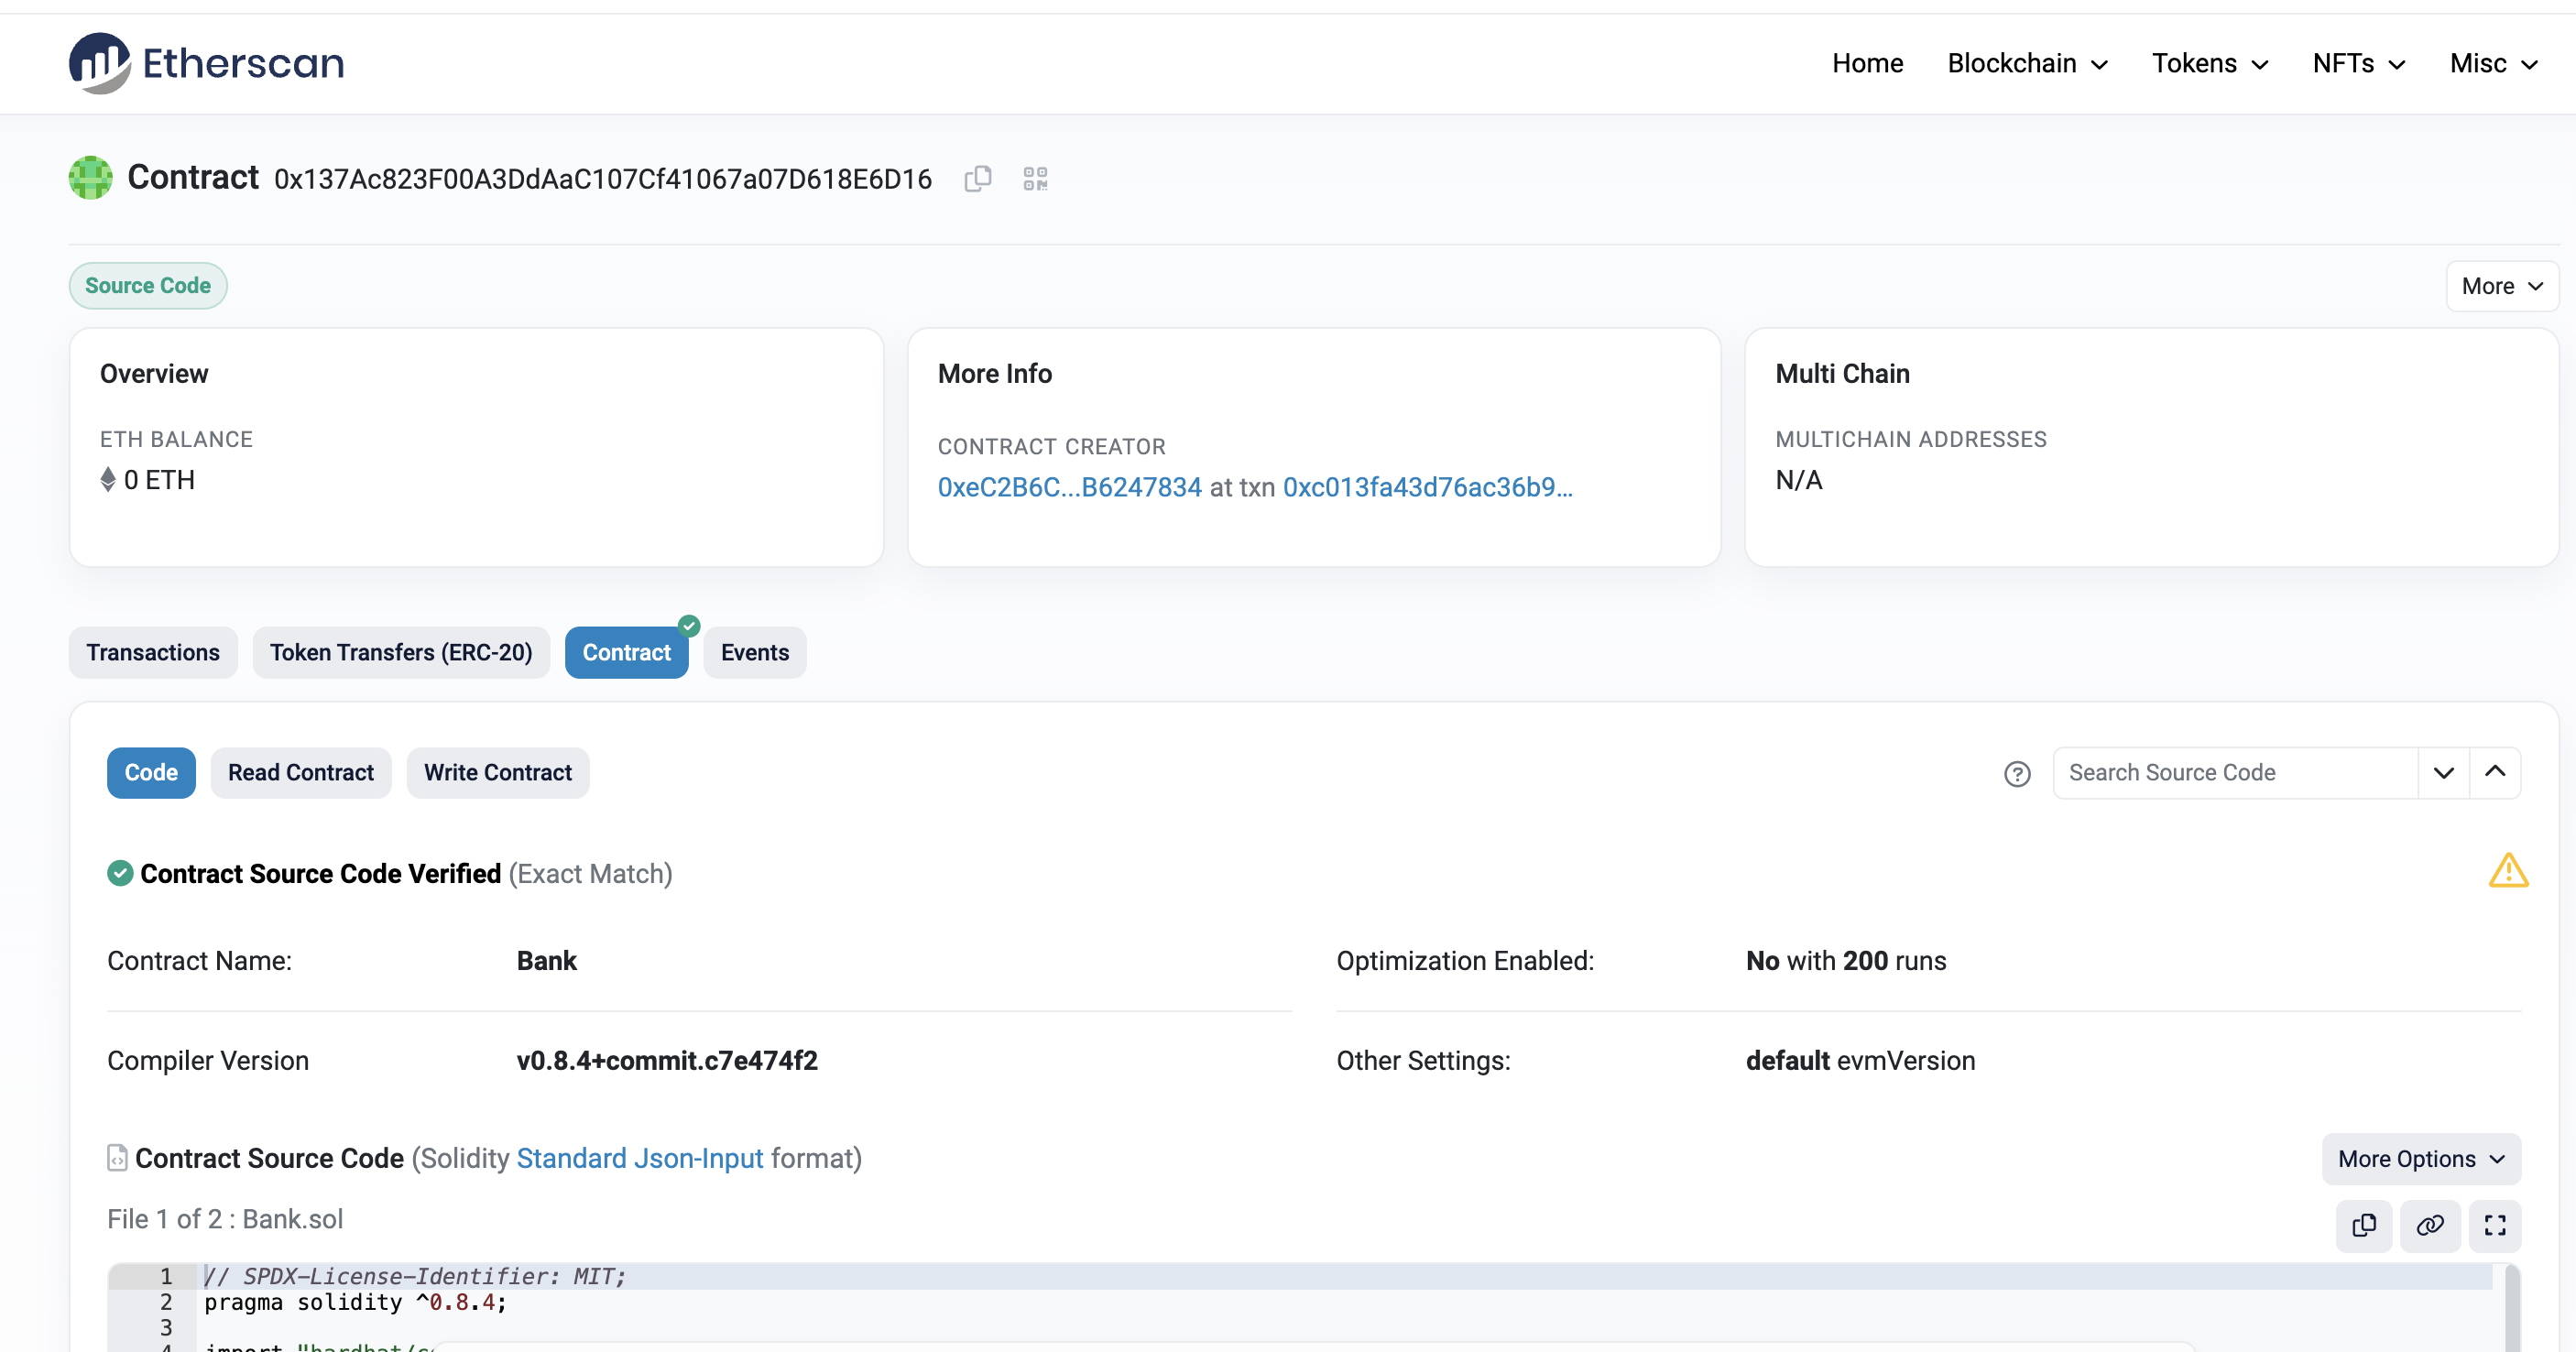 Etherscan
Home Blockchain Tokens NFTs Misc
Contract 0x137Ac823F00A3DdAaC107Cf41067a07D618E6D16
Source Code
More
Overview
ETH BALANCE
0 ETH
More Info
CONTRACT CREATOR
0xeC2B6C...B6247834 at txn 0xc013fa43d76ac36b9...
Multi Chain
MULTICHAIN ADDRESSES
N/A
Transactions Token Transfers (ERC-20) Contract Events
Code Read Contract Write Contract
Search Source Code
Contract Source Code Verified (Exact Match)
Contract Name: Bank
Optimization Enabled: No with 200 runs
Compiler Version v0.8.4+commit.c7e474f2
Other Settings: default evmVersion
Contract Source Code (Solidity Standard Json-Input format)
More Options
File 1 of 2 : Bank.sol
1 // SPDX-License-Identifier: MIT;
2 pragma solidity ^0.8.4;
3
4 import "hardhat/